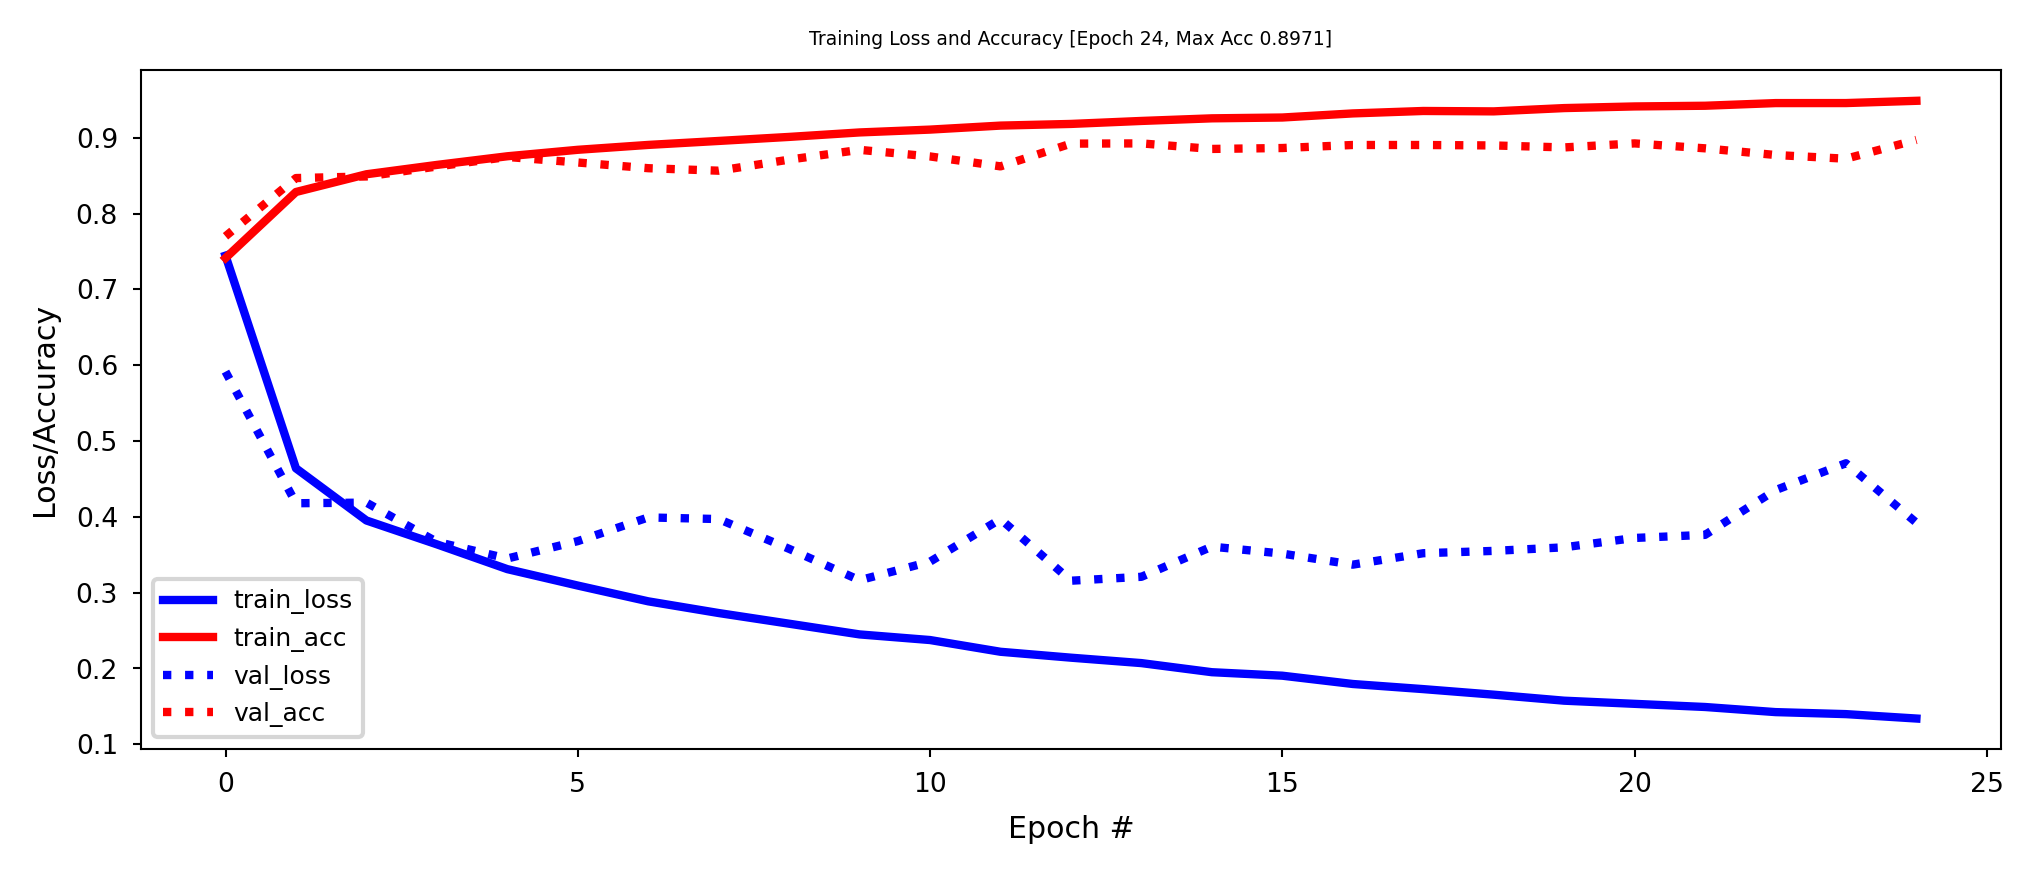 Training Loss and Accuracy [Epoch 24, Max Acc 0.8971]
Loss/Accuracy
0.9
0.8
0.7
0.6
0.5
0.4
0.3
0.2
0.1
train_loss
train_acc
val_loss
val_acc
0 5 10 15 20 25
Epoch #